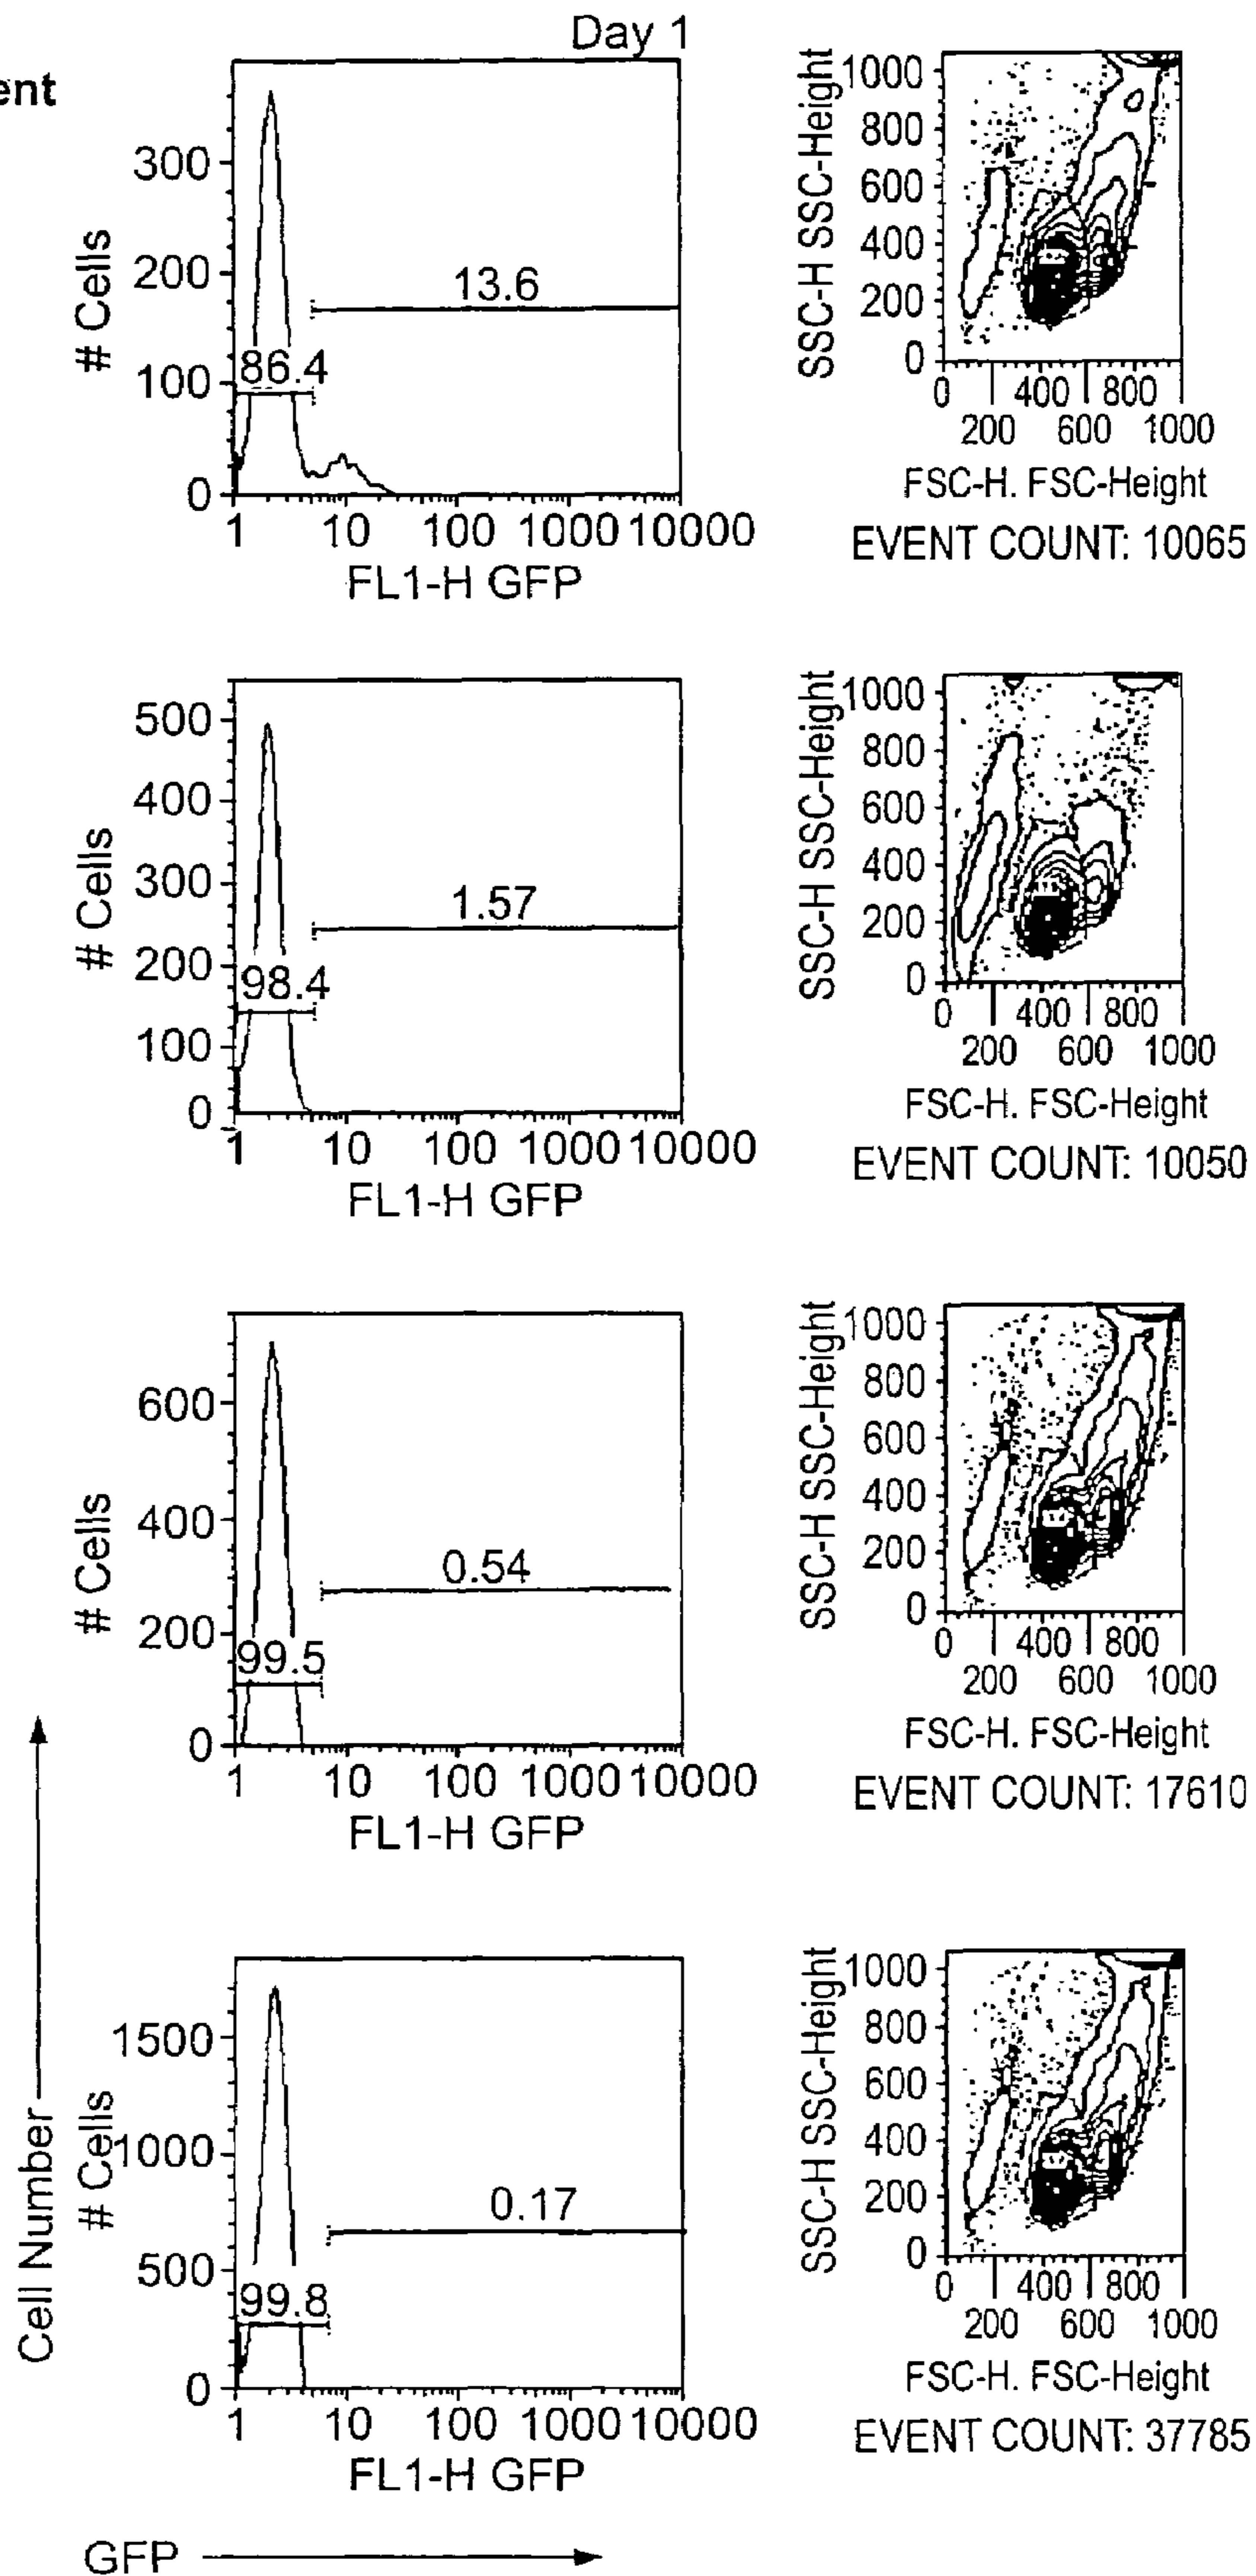 Day 1
ent
# Cells
300
200
100
0
13.6
86.4
1 10 100 1000 10000
FL1-H GFP
SSC-H SSC-Height
1000
800
600
400
200
0
0 400 800
200 600 1000
FSC-H. FSC-Height
EVENT COUNT: 10065
# Cells
500
400
300
200
100
0
1.57
98.4
1 10 100 1000 10000
FL1-H GFP
SSC-H SSC-Height
1000
800
600
400
200
0
0 400 800
200 600 1000
FSC-H. FSC-Height
EVENT COUNT: 10050
# Cells
600
400
200
0
0.54
99.5
1 10 100 1000 10000
FL1-H GFP
SSC-H SSC-Height
1000
800
600
400
200
0
0 400 800
200 600 1000
FSC-H. FSC-Height
EVENT COUNT: 17610
Cell Number
# Cells
1500
1000
500
0
0.17
99.8
1 10 100 1000 10000
FL1-H GFP
SSC-H SSC-Height
1000
800
600
400
200
0
0 400 800
200 600 1000
FSC-H. FSC-Height
EVENT COUNT: 37785
GFP